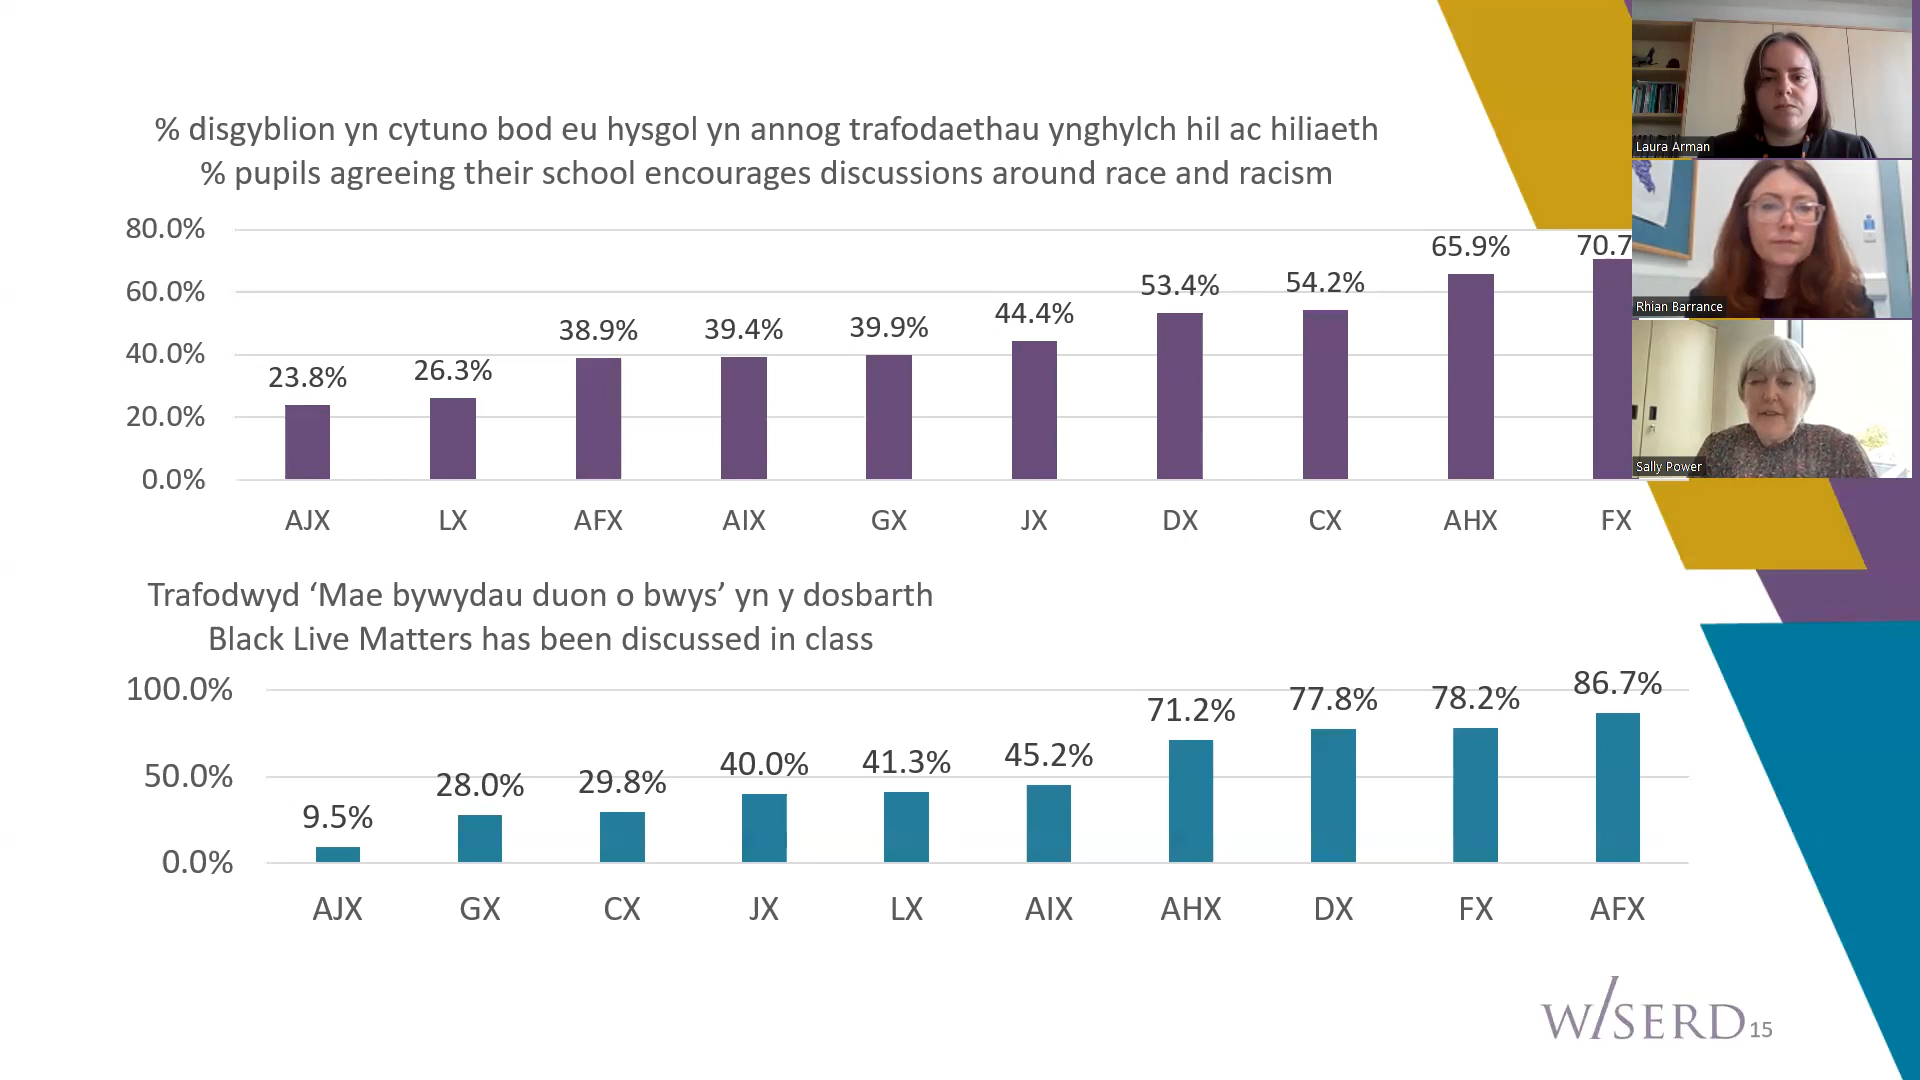 % disgyblion yn cytuno bod eu hysgol yn annog trafodaethau ynghylch hil ac hiliaeth
% pupils agreeing their school encourages discussions around race and racism
80.0%
60.0%
40.0%
20.0%
0.0%
23.8% 26.3% 38.9% 39.4% 39.9% 44.4% 53.4% 54.2% 65.9% 70.7
AJX LX AFX AIX GX JX DX CX AHX FX
Trafodwyd ‘Mae bywydau duon o bwys’ yn y dosbarth
Black Live Matters has been discussed in class
100.0%
50.0%
0.0%
9.5% 28.0% 29.8% 40.0% 41.3% 45.2% 71.2% 77.8% 78.2% 86.7%
AJX GX CX JX LX AIX AHX DX FX AFX
Laura Arman
Rhian Barrance
Sally Power
W/SERD 15